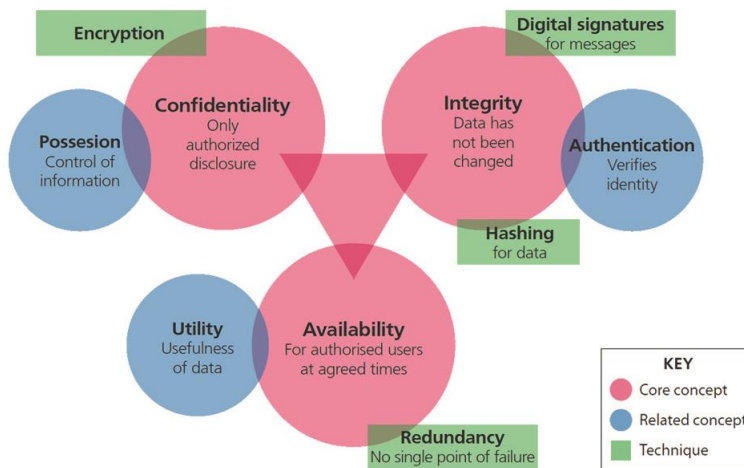 Encryption
Confidentiality
Only
authorized
disclosure
Possesion
Control of
information
Digital signatures
for messages
Integrity
Data has
not been
changed
Authentication
Verifies
identity
Hashing
for data
Utility
Usefulness
of data
Availability
For authorised users
at agreed times
Redundancy
No single point of failure
KEY
Core concept
Related concept
Technique